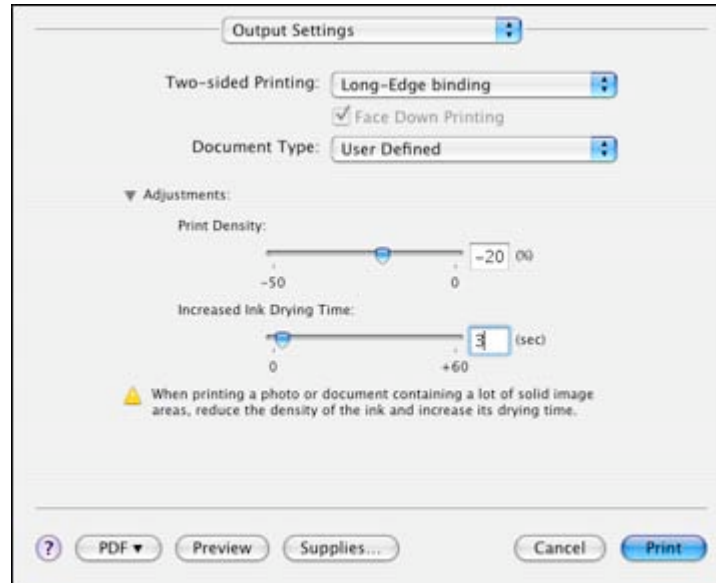 Output Settings
Two-sided Printing: Long-Edge binding
Face Down Printing
Document Type: User Defined
Adjustments:
Print Density:
-20 (%)
-50 0
Increased Ink Drying Time:
3 (sec)
0 +60
When printing a photo or document containing a lot of solid image
areas, reduce the density of the ink and increase its drying time.
? PDF▼ Preview Supplies... Cancel Print